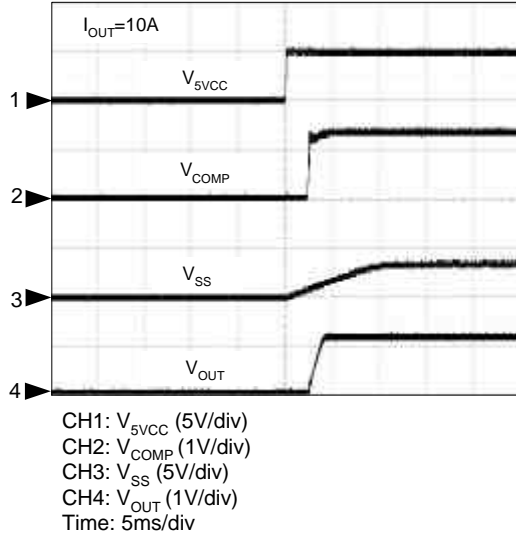 I_OUT=10A
V_5VCC
1
V_COMP
2
V_SS
3
V_OUT
4
CH1: V_5VCC (5V/div)
CH2: V_COMP (1V/div)
CH3: V_SS (5V/div)
CH4: V_OUT (1V/div)
Time: 5ms/div